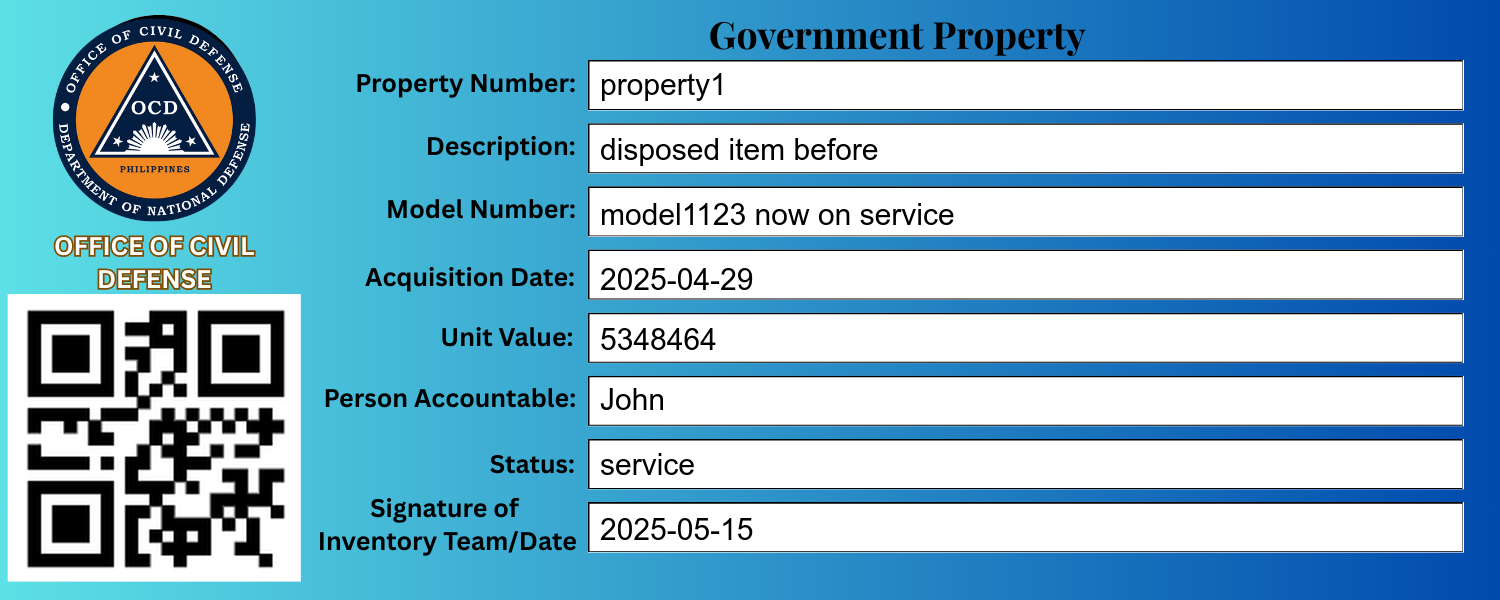 OFFICE OF CIVIL DEFENSE
OCD
PHILIPPINES
DEPARTMENT OF NATIONAL DEFENSE
OFFICE OF CIVIL
DEFENSE
Government Property
Property Number: property1
Description: disposed item before
Model Number: model1123 now on service
Acquisition Date: 2025-04-29
Unit Value: 5348464
Person Accountable: John
Status: service
Signature of
Inventory Team/Date 2025-05-15